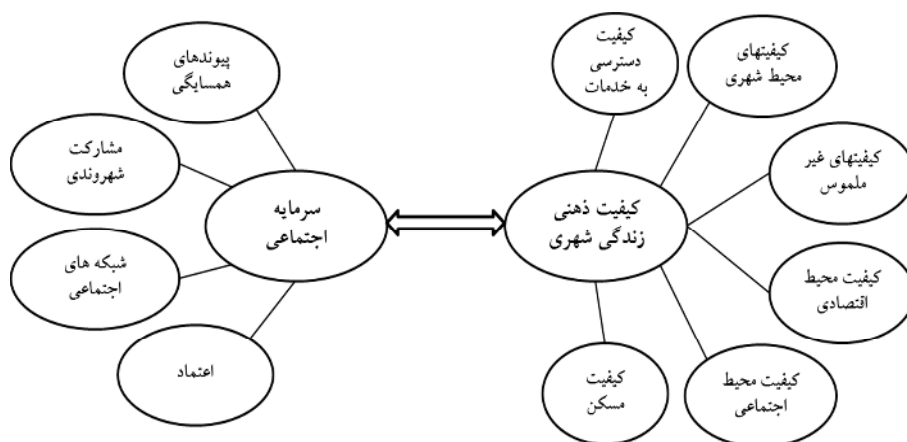 پیوندهای
همسایگی
مشارکت
شهروندی
شبکه های
اجتماعی
اعتماد
سرمایه
اجتماعی
کیفیت ذهنی
زندگی شهری
کیفیت
دسترسی
به خدمات
کیفیتهای
محیط شهری
کیفیتهای غیر
ملموس
کیفیت محیط
اقتصادی
کیفیت محیط
اجتماعی
کیفیت
مسکن